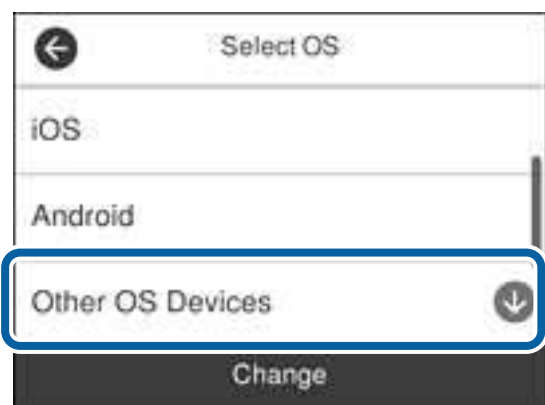 Select OS
iOS
Android
Other OS Devices
Change